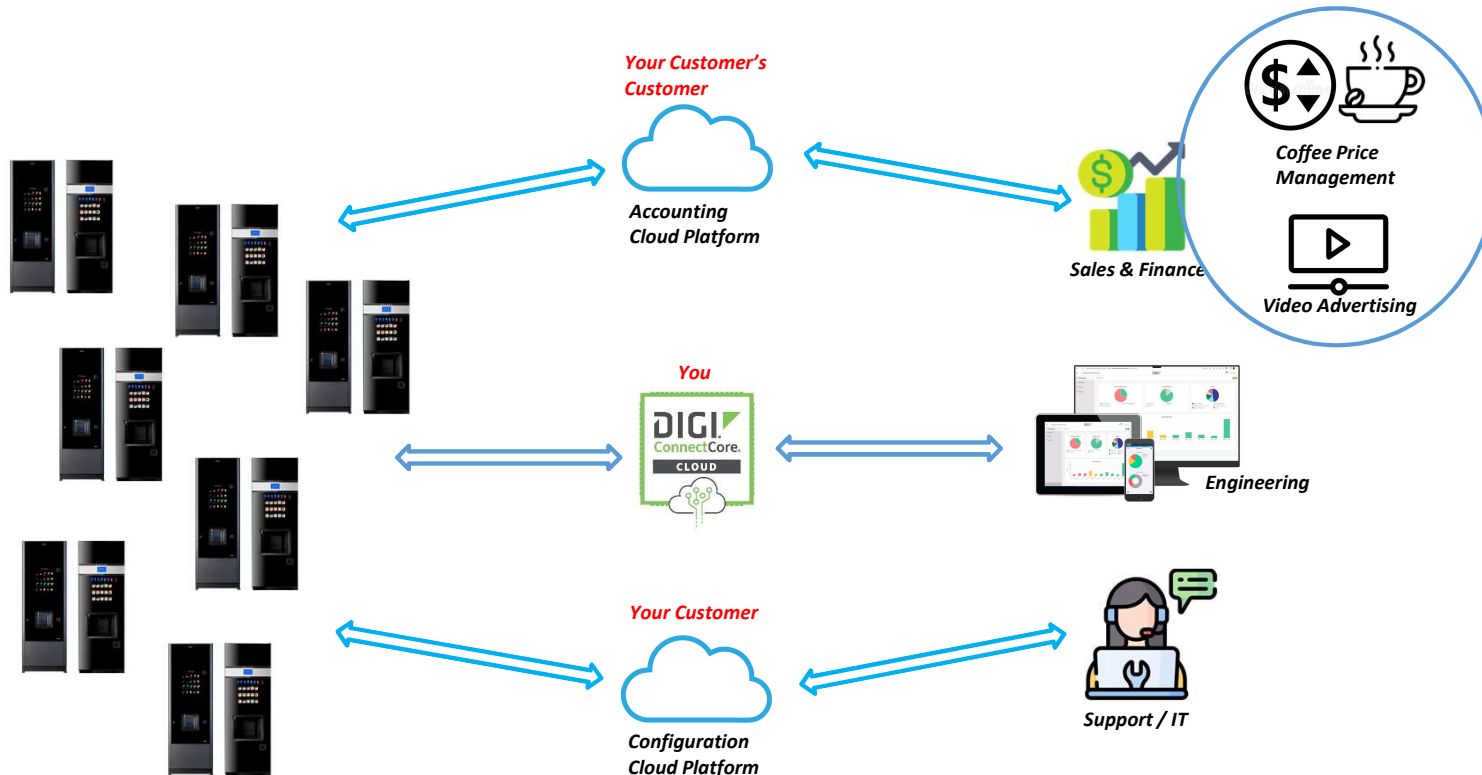 Your Customer's
Customer
Accounting
Cloud Platform
$
Coffee Price
Management
$
Sales & Finance
Video Advertising
You
DIGI
ConnectCore®
CLOUD
Engineering
Your Customer
Configuration
Cloud Platform
Support / IT